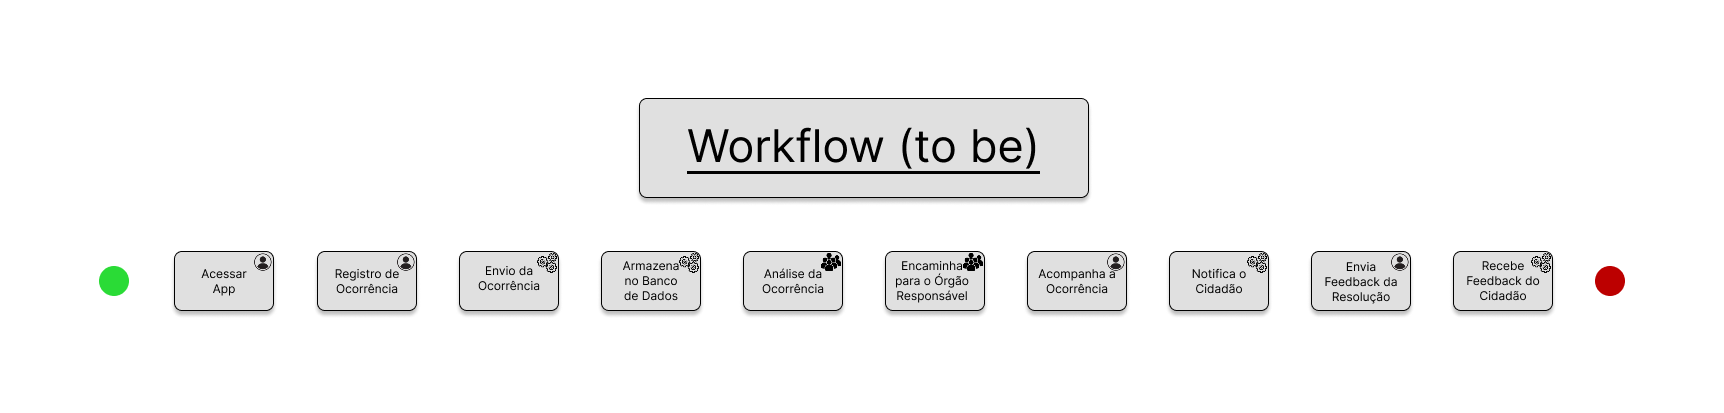 Workflow (to be)
Acessar
App
Registro de
Ocorrência
Envio da
Ocorrência
Armazena
no Banco
de Dados
Análise da
Ocorrência
Encaminha
para o Órgão
Responsável
Acompanha a
Ocorrência
Notifica o
Cidadão
Envia
Feedback da
Resolução
Recebe
Feedback do
Cidadão